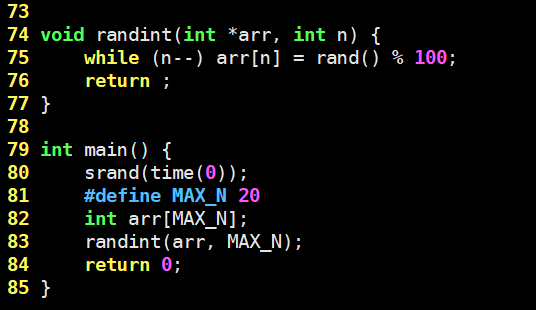 73
74 void randint(int *arr, int n) {
75     while (n--) arr[n] = rand() % 100;
76     return ;
77 }
78
79 int main() {
80     srand(time(0));
81     #define MAX_N 20
82     int arr[MAX_N];
83     randint(arr, MAX_N);
84     return 0;
85 }